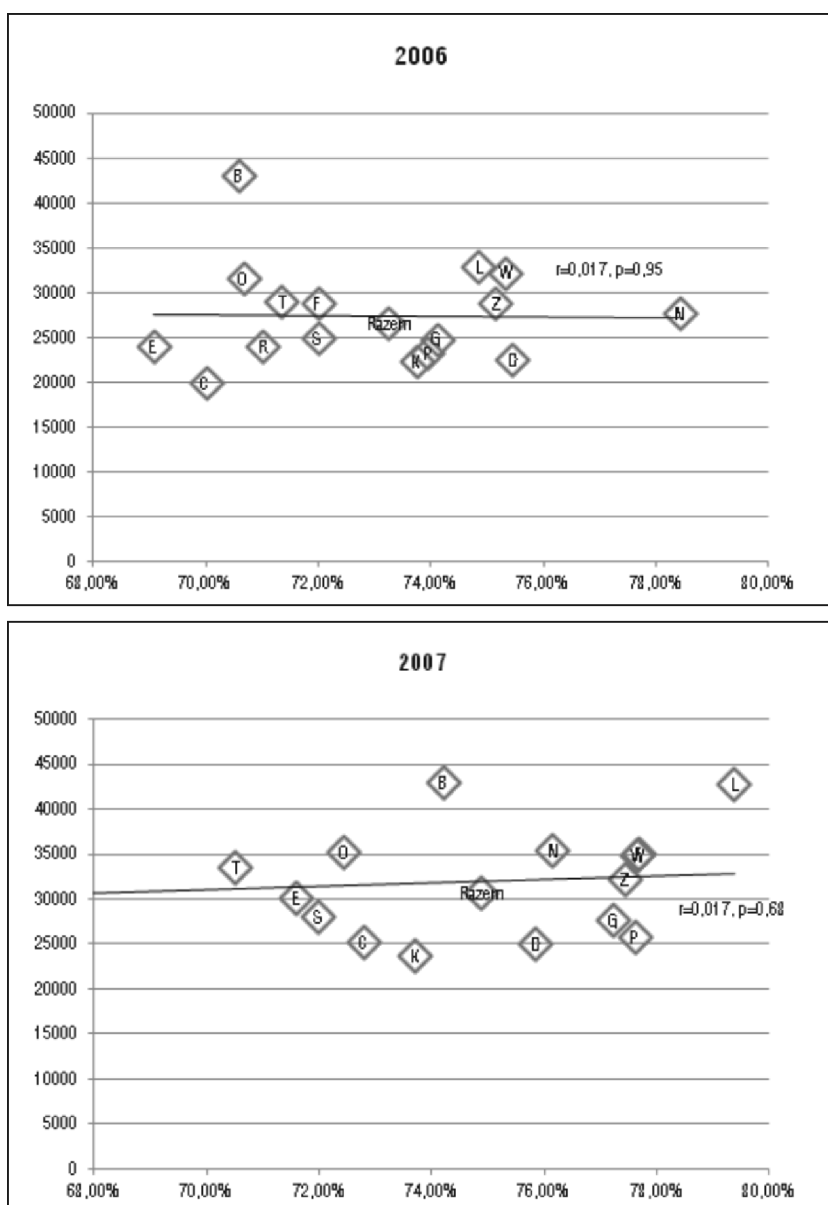 2006
50000
45000
40000
35000
30000
25000
20000
15000
10000
5000
0
B
O
T
F
L
W
r=0,017, p=0,95
Z
N
Razem
E
R
S
G
P
K
D
C
68,00% 70,00% 72,00% 74,00% 76,00% 78,00% 80,00%
2007
50000
45000
40000
35000
30000
25000
20000
15000
10000
5000
0
B
L
T
O
N
W
Z
Razem
E
S
r=0,017, p=0,68
G
P
C
K
D
68,00% 70,00% 72,00% 74,00% 76,00% 78,00% 80,00%